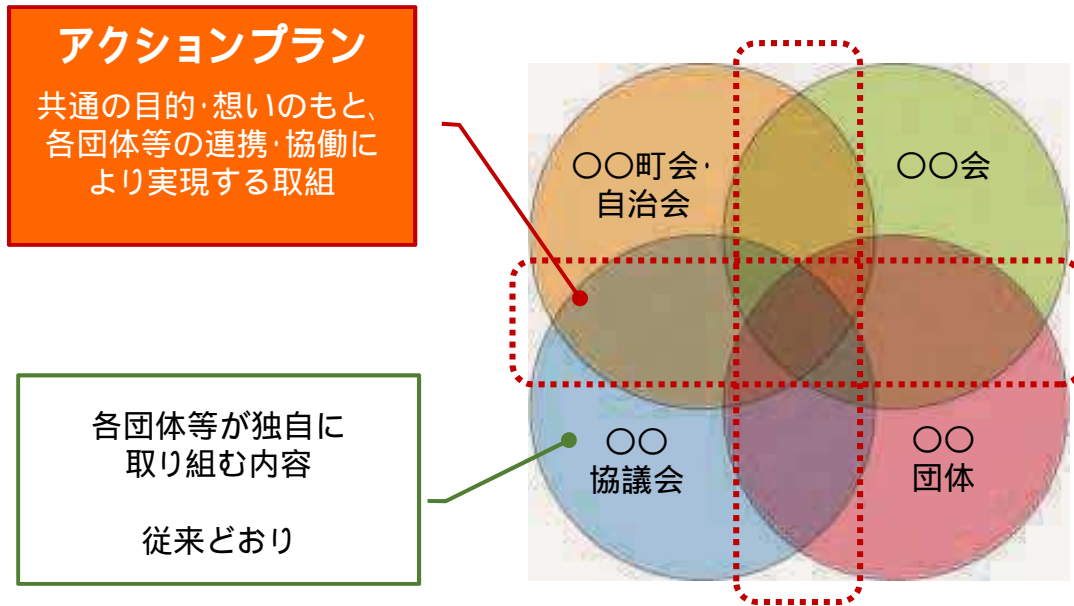 アクションプラン
共通の目的・想いのもと、
各団体等の連携・協働に
より実現する取組
〇〇町会・
自治会
〇〇会
各団体等が独自に
取り組む内容
従来どおり
〇〇
協議会
〇〇
団体